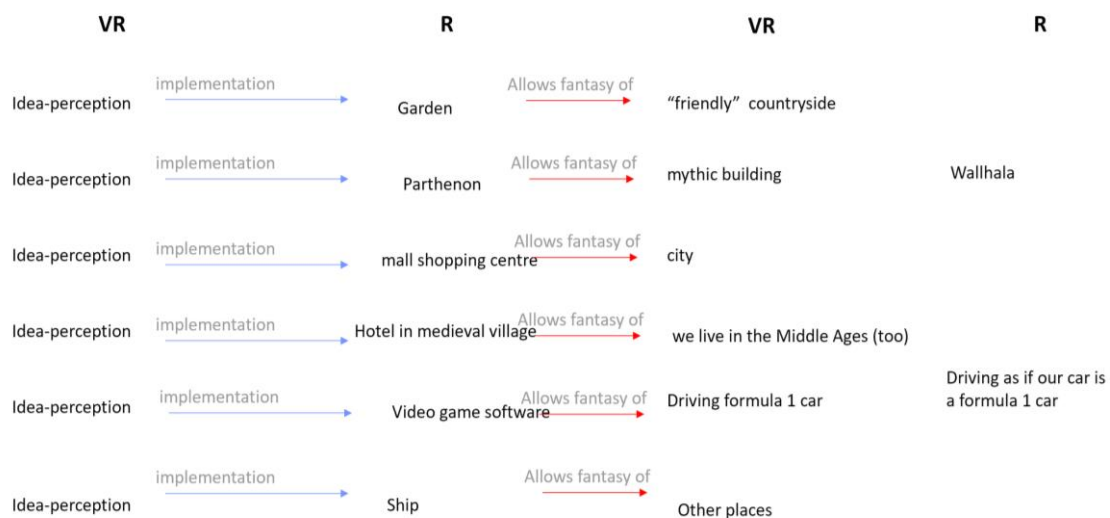 VR R VR R
implementation Allows fantasy of
Idea-perception Garden “friendly” countryside
implementation Allows fantasy of
Idea-perception Parthenon mythic building Wallhala
implementation Allows fantasy of
Idea-perception mall shopping centre city
implementation Allows fantasy of
Idea-perception Hotel in medieval village we live in the Middle Ages (too)
implementation Allows fantasy of
Idea-perception Video game software Driving formula 1 car Driving as if our car is
a formula 1 car
implementation Allows fantasy of
Idea-perception Ship Other places